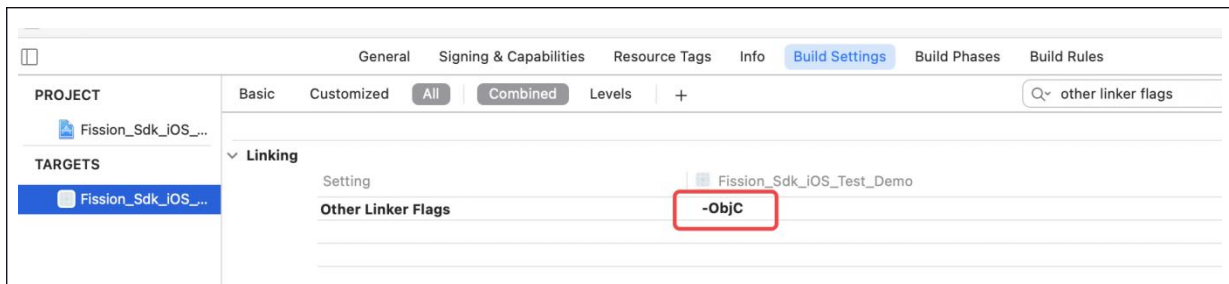 General Signing & Capabilities Resource Tags Info Build Settings Build Phases Build Rules
PROJECT Basic Customized All Combined Levels + other linker flags
Fission_Sdk_iOS_...
TARGETS Linking
Setting Fission_Sdk_iOS_Test_Demo
Fission_Sdk_iOS_... Other Linker Flags -ObjC